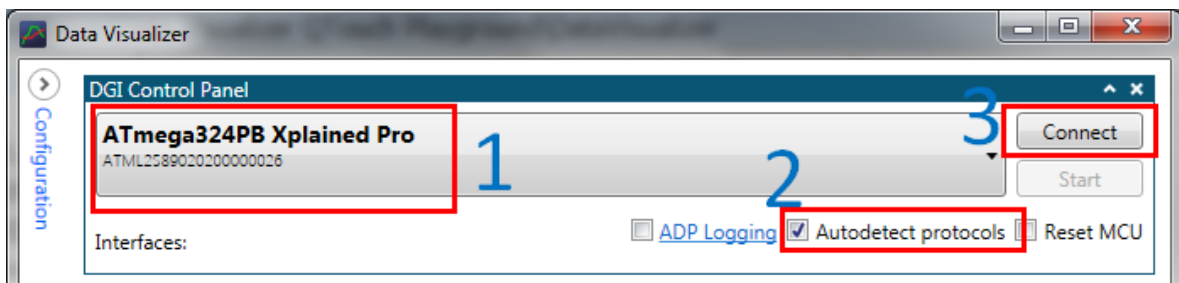 Data Visualizer
DGI Control Panel
ATmega324PB Xplained Pro
ATML2589020200000026
1
3
Connect
Start
2
ADP Logging
Autodetect protocols
Reset MCU
Interfaces:
Configuration